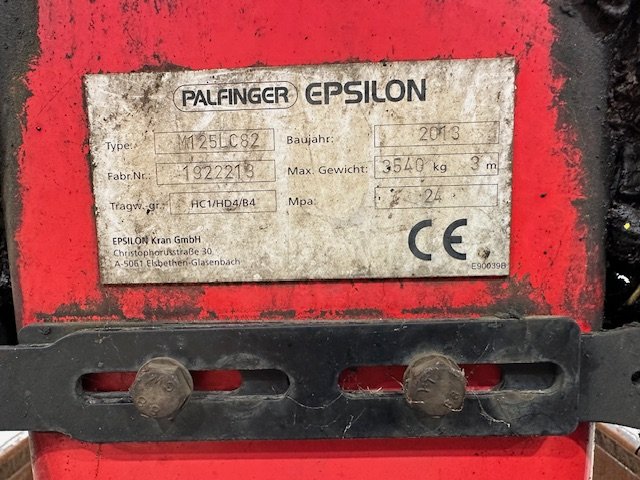 PALFINGER EPSILON
Type: M125LC82 Baujahr: 2013
Fabr.Nr.: 1922213 Max. Gewicht: 3540 kg 3 m
Tragw. gr.: HC1/HD4/B4 Mpa: 24
EPSILON Kran GmbH
Christophorusstraße 30
A-5061 Elsbethen-Glasenbach
CE
E90039B